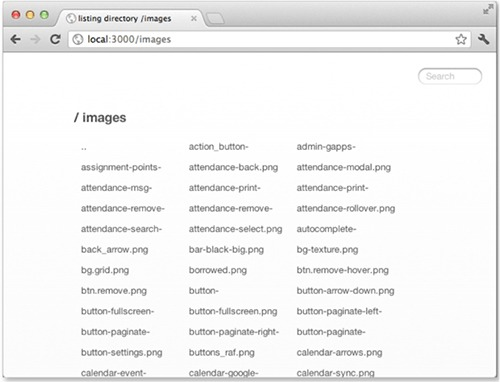 listing directory /images
local:3000/images
Search
/ images
.. action_button- admin-gapps-
assignment-points- attendance-back.png attendance-modal.png
attendance-msg- attendance-print- attendance-print-
attendance-remove- attendance-remove- attendance-rollover.png
attendance-search- attendance-select.png autocomplete-
back_arrow.png bar-black-big.png bg-texture.png
bg.grid.png borrowed.png btn.remove-hover.png
btn.remove.png button- button-arrow-down.png
button-fullscreen- button-fullscreen.png button-paginate-left-
button-paginate- button-paginate-right- button-paginate-
button-settings.png buttons_raf.png calendar-arrows.png
calendar-event- calendar-google- calendar-sync.png